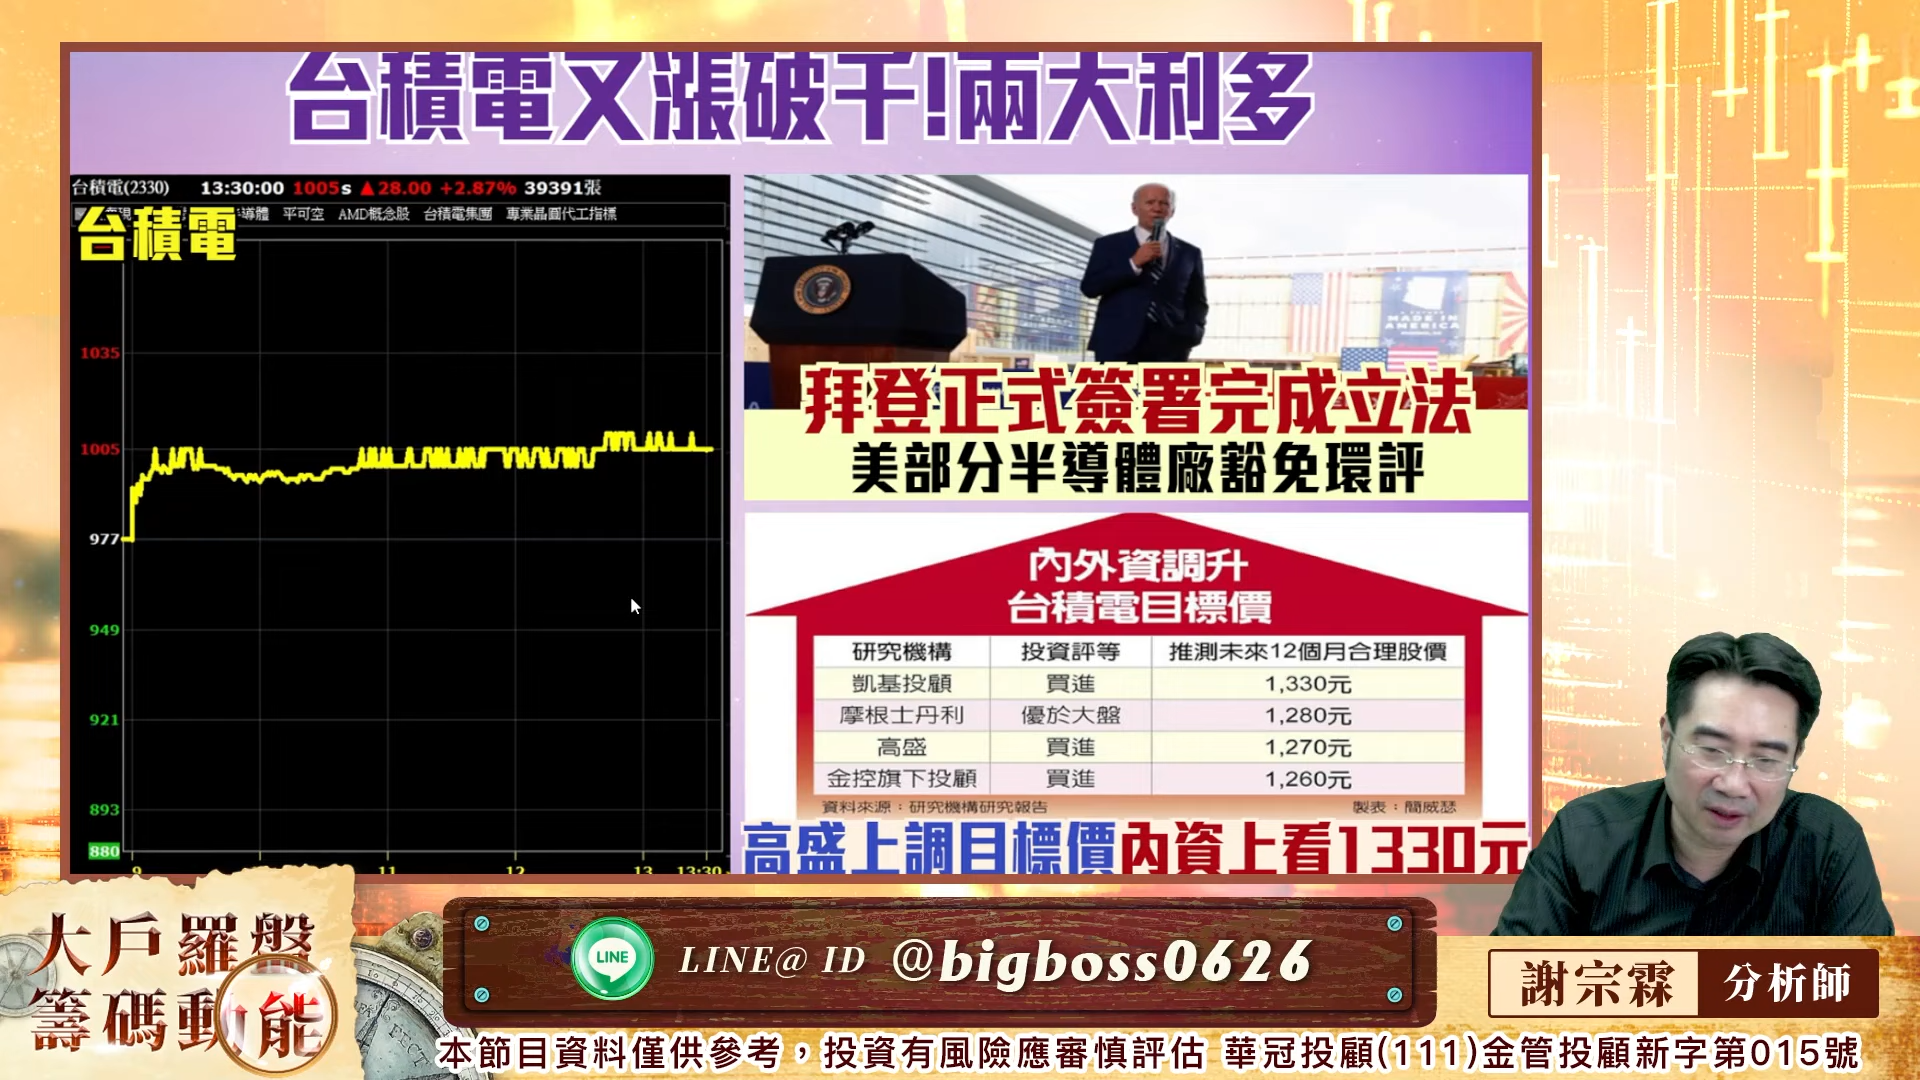 台積電又漲破千!兩大利多
台積電(2330) 13:30:00 1005s ▲28.00 +2.87% 39391張
平可空 AMD概念股 台積電集團 專業晶圓代工指標
台積電
1035
1005
977
949
921
893
880
9 11 12 13 13:30
MADE IN AMERICA
拜登正式簽署完成立法
美部分半導體廠豁免環評
內外資調升
台積電目標價
研究機構 投資評等 推測未來12個月合理股價
凱基投顧 買進 1,330元
摩根士丹利 優於大盤 1,280元
高盛 買進 1,270元
金控旗下投顧 買進 1,260元
資料來源：研究機構研究報告 製表：簡威瑟
高盛上調目標價內資上看1330元
大戶羅盤
籌碼動能
LINE
LINE@ ID @bigboss0626
謝宗霖 分析師
本節目資料僅供參考，投資有風險應審慎評估 華冠投顧(111)金管投顧新字第015號